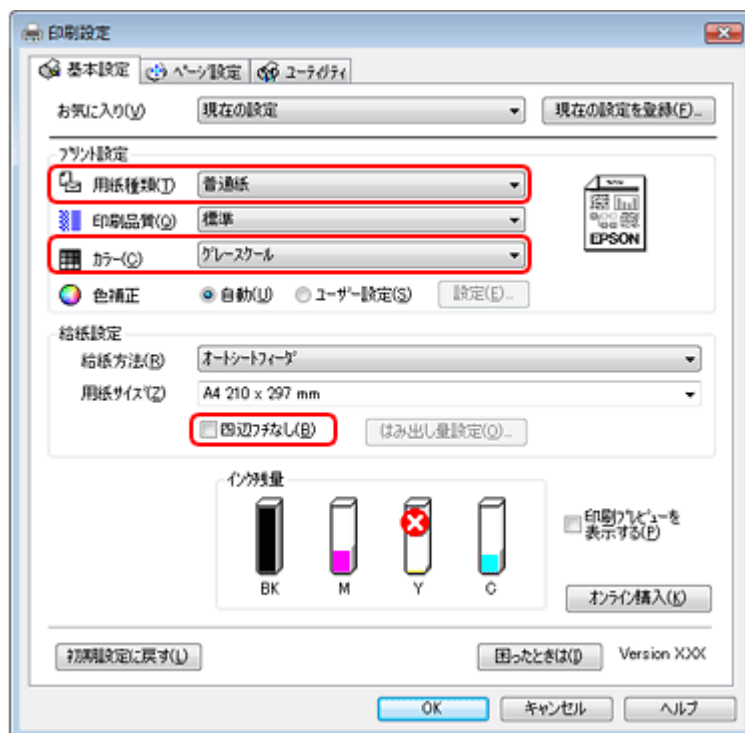 印刷設定
基本設定 ページ設定 ユーティリティ
お気に入り(V) 現在の設定 現在の設定を登録(F)...
プリント設定
用紙種類(T) 普通紙
印刷品質(Q) 標準
EPSON
カラー(C) グレースケール
色補正 自動(U) ユーザー設定(S) 設定(E)...
給紙設定
給紙方法(R) オートシートフィーダ
用紙サイズ(Z) A4 210 x 297 mm
四辺フチなし(B) はみ出し量設定(O)...
インク残量
印刷プレビューを
表示する(P)
BK M Y C
オンライン購入(K)
初期設定に戻す(L) 困ったときは(I) Version XXX
OK キャンセル ヘルプ